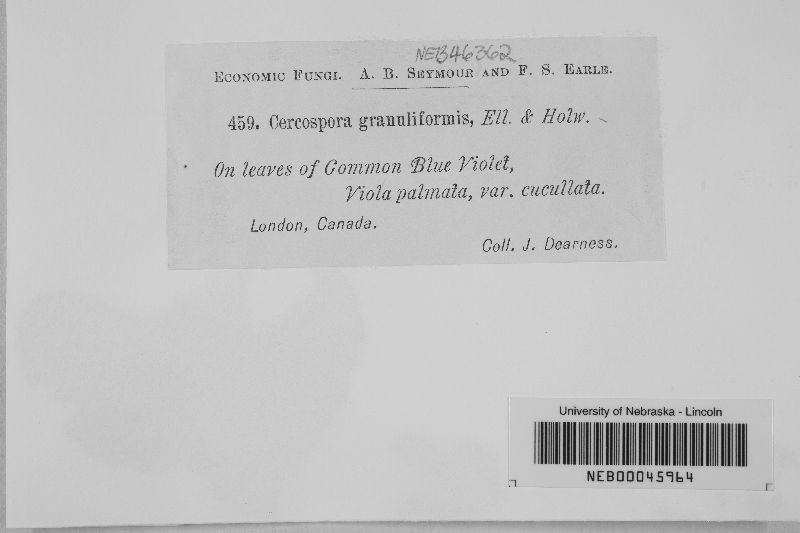 NEB46362
ECONOMIC FUNGI. A. B. SEYMOUR AND F. S. EARLE.
459. Cercospora granuliformis, Ell. & Holw.
On leaves of Common Blue Violet,
Viola palmata, var. cucullata.
London, Canada.
Coll. J. Dearness.
University of Nebraska - Lincoln
NEB00045964